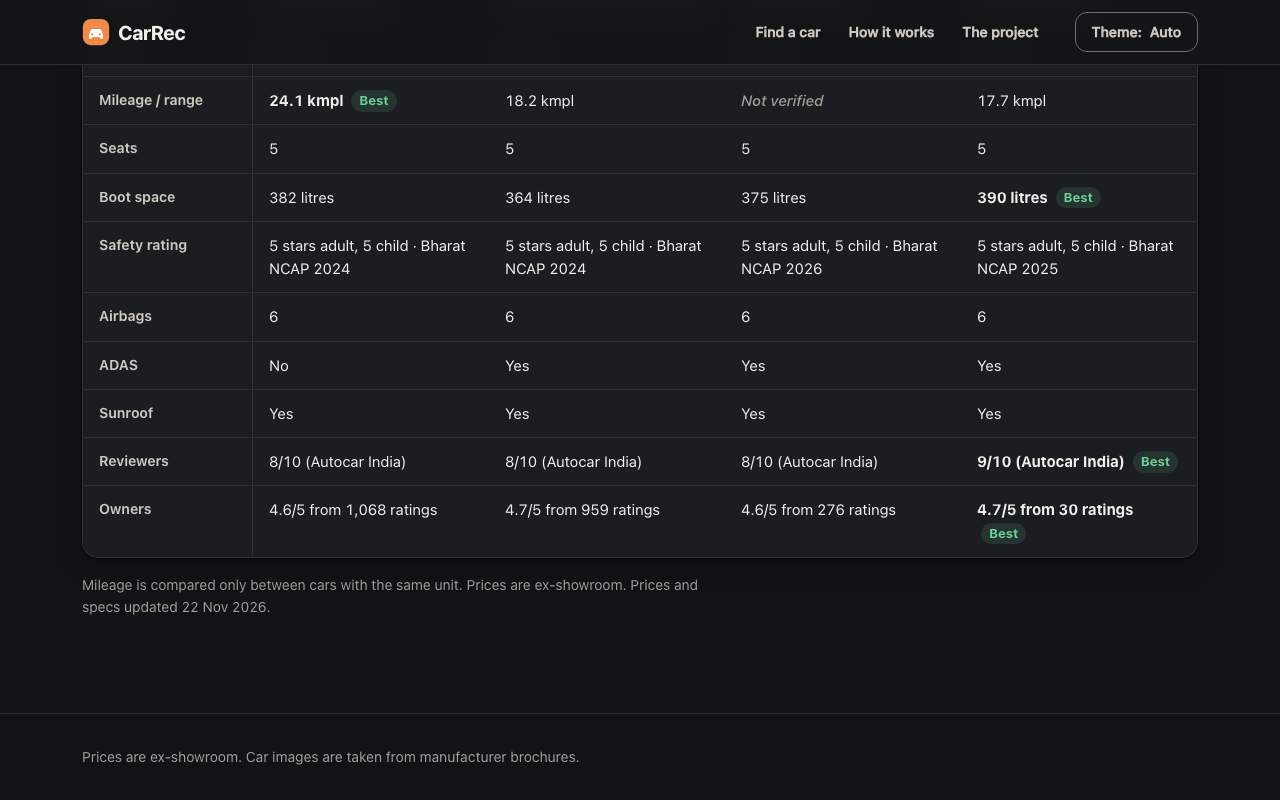 CarRec
Find a car
How it works
The project
Theme: Auto
Mileage / range 24.1 kmpl Best 18.2 kmpl Not verified 17.7 kmpl
Seats 5 5 5 5
Boot space 382 litres 364 litres 375 litres 390 litres Best
Safety rating 5 stars adult, 5 child · Bharat 5 stars adult, 5 child · Bharat 5 stars adult, 5 child · Bharat 5 stars adult, 5 child · Bharat
NCAP 2024 NCAP 2024 NCAP 2026 NCAP 2025
Airbags 6 6 6 6
ADAS No Yes Yes Yes
Sunroof Yes Yes Yes Yes
Reviewers 8/10 (Autocar India) 8/10 (Autocar India) 8/10 (Autocar India) 9/10 (Autocar India) Best
Owners 4.6/5 from 1,068 ratings 4.7/5 from 959 ratings 4.6/5 from 276 ratings 4.7/5 from 30 ratings
Best
Mileage is compared only between cars with the same unit. Prices are ex-showroom. Prices and
specs updated 22 Nov 2026.
Prices are ex-showroom. Car images are taken from manufacturer brochures.